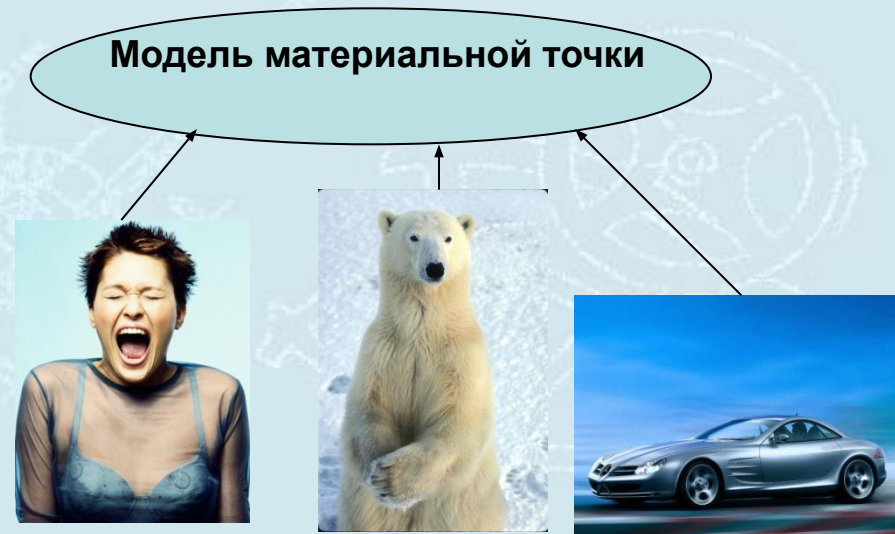 Модель материальной точки